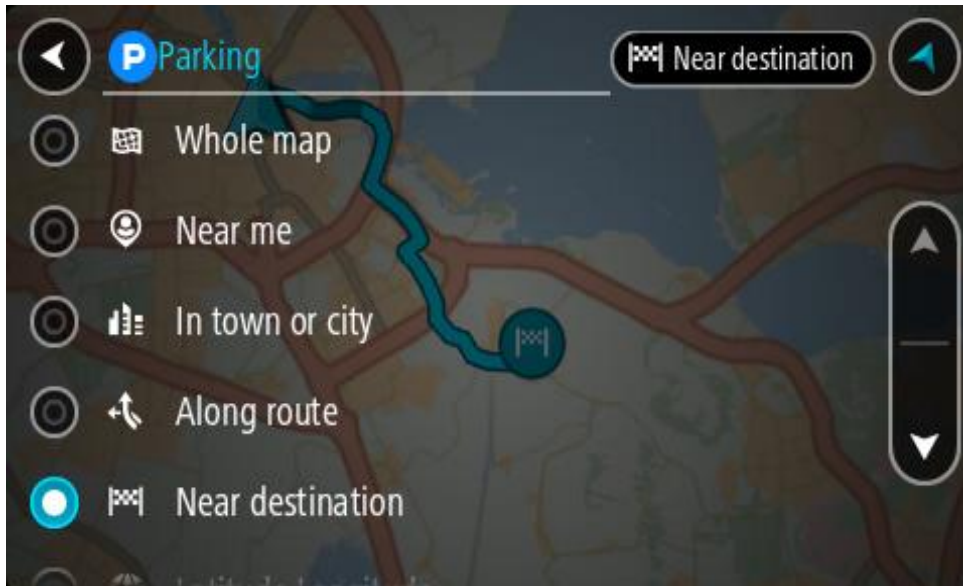 P Parking
Near destination
Whole map
Near me
In town or city
Along route
Near destination